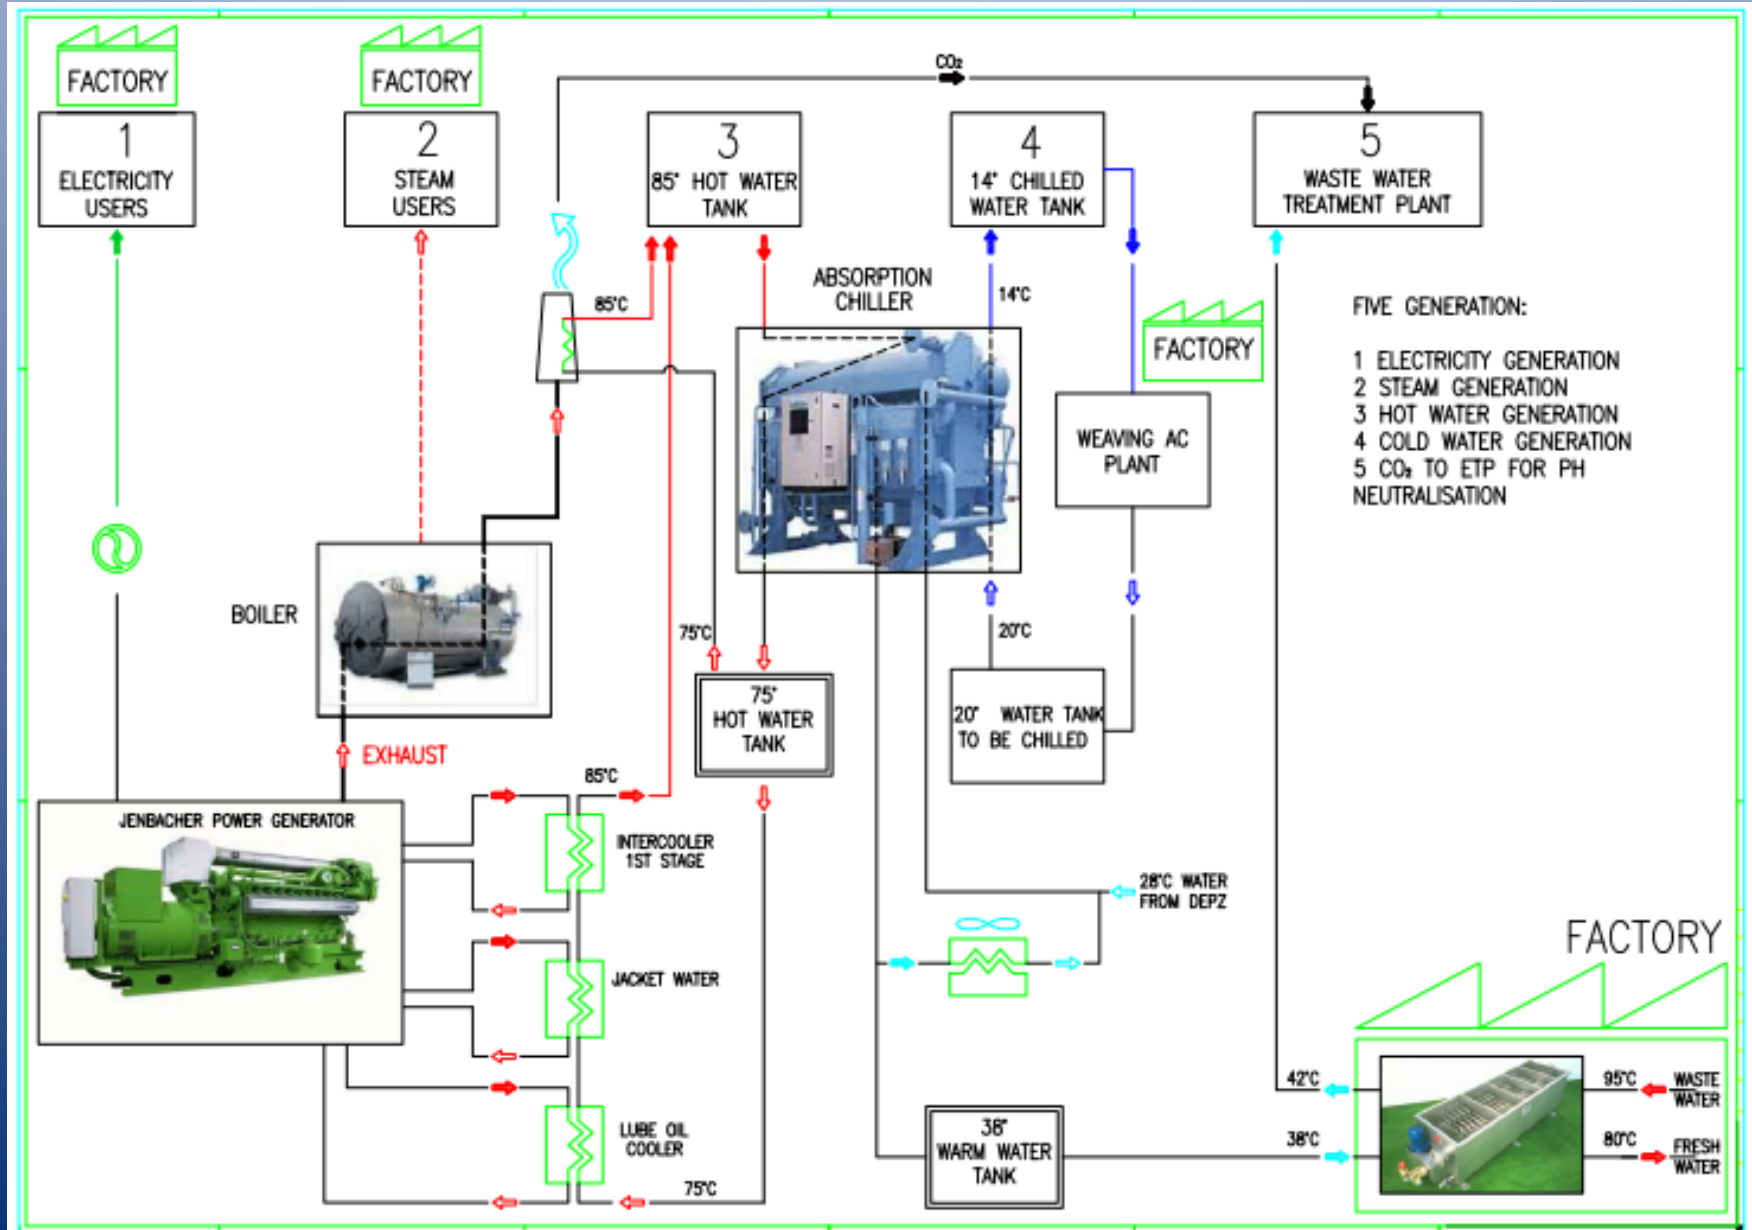 FACTORY
FACTORY
CO₂
1
ELECTRICITY
USERS
2
STEAM
USERS
3
85° HOT WATER
TANK
4
14° CHILLED
WATER TANK
5
WASTE WATER
TREATMENT PLANT
ABSORPTION
CHILLER
85°C
14°C
FACTORY
FIVE GENERATION:
1 ELECTRICITY GENERATION
2 STEAM GENERATION
3 HOT WATER GENERATION
4 COLD WATER GENERATION
5 CO₂ TO ETP FOR PH
NEUTRALISATION
WEAVING AC
PLANT
BOILER
75°C
20°C
75°
HOT WATER
TANK
20° WATER TANK
TO BE CHILLED
EXHAUST
85°C
JENBACHER POWER GENERATOR
INTERCOOLER
1ST STAGE
28°C WATER
FROM DEPZ
JACKET WATER
FACTORY
LUBE OIL
COOLER
75°C
38°
WARM WATER
TANK
42°C
95°C
WASTE
WATER
38°C
80°C
FRESH
WATER